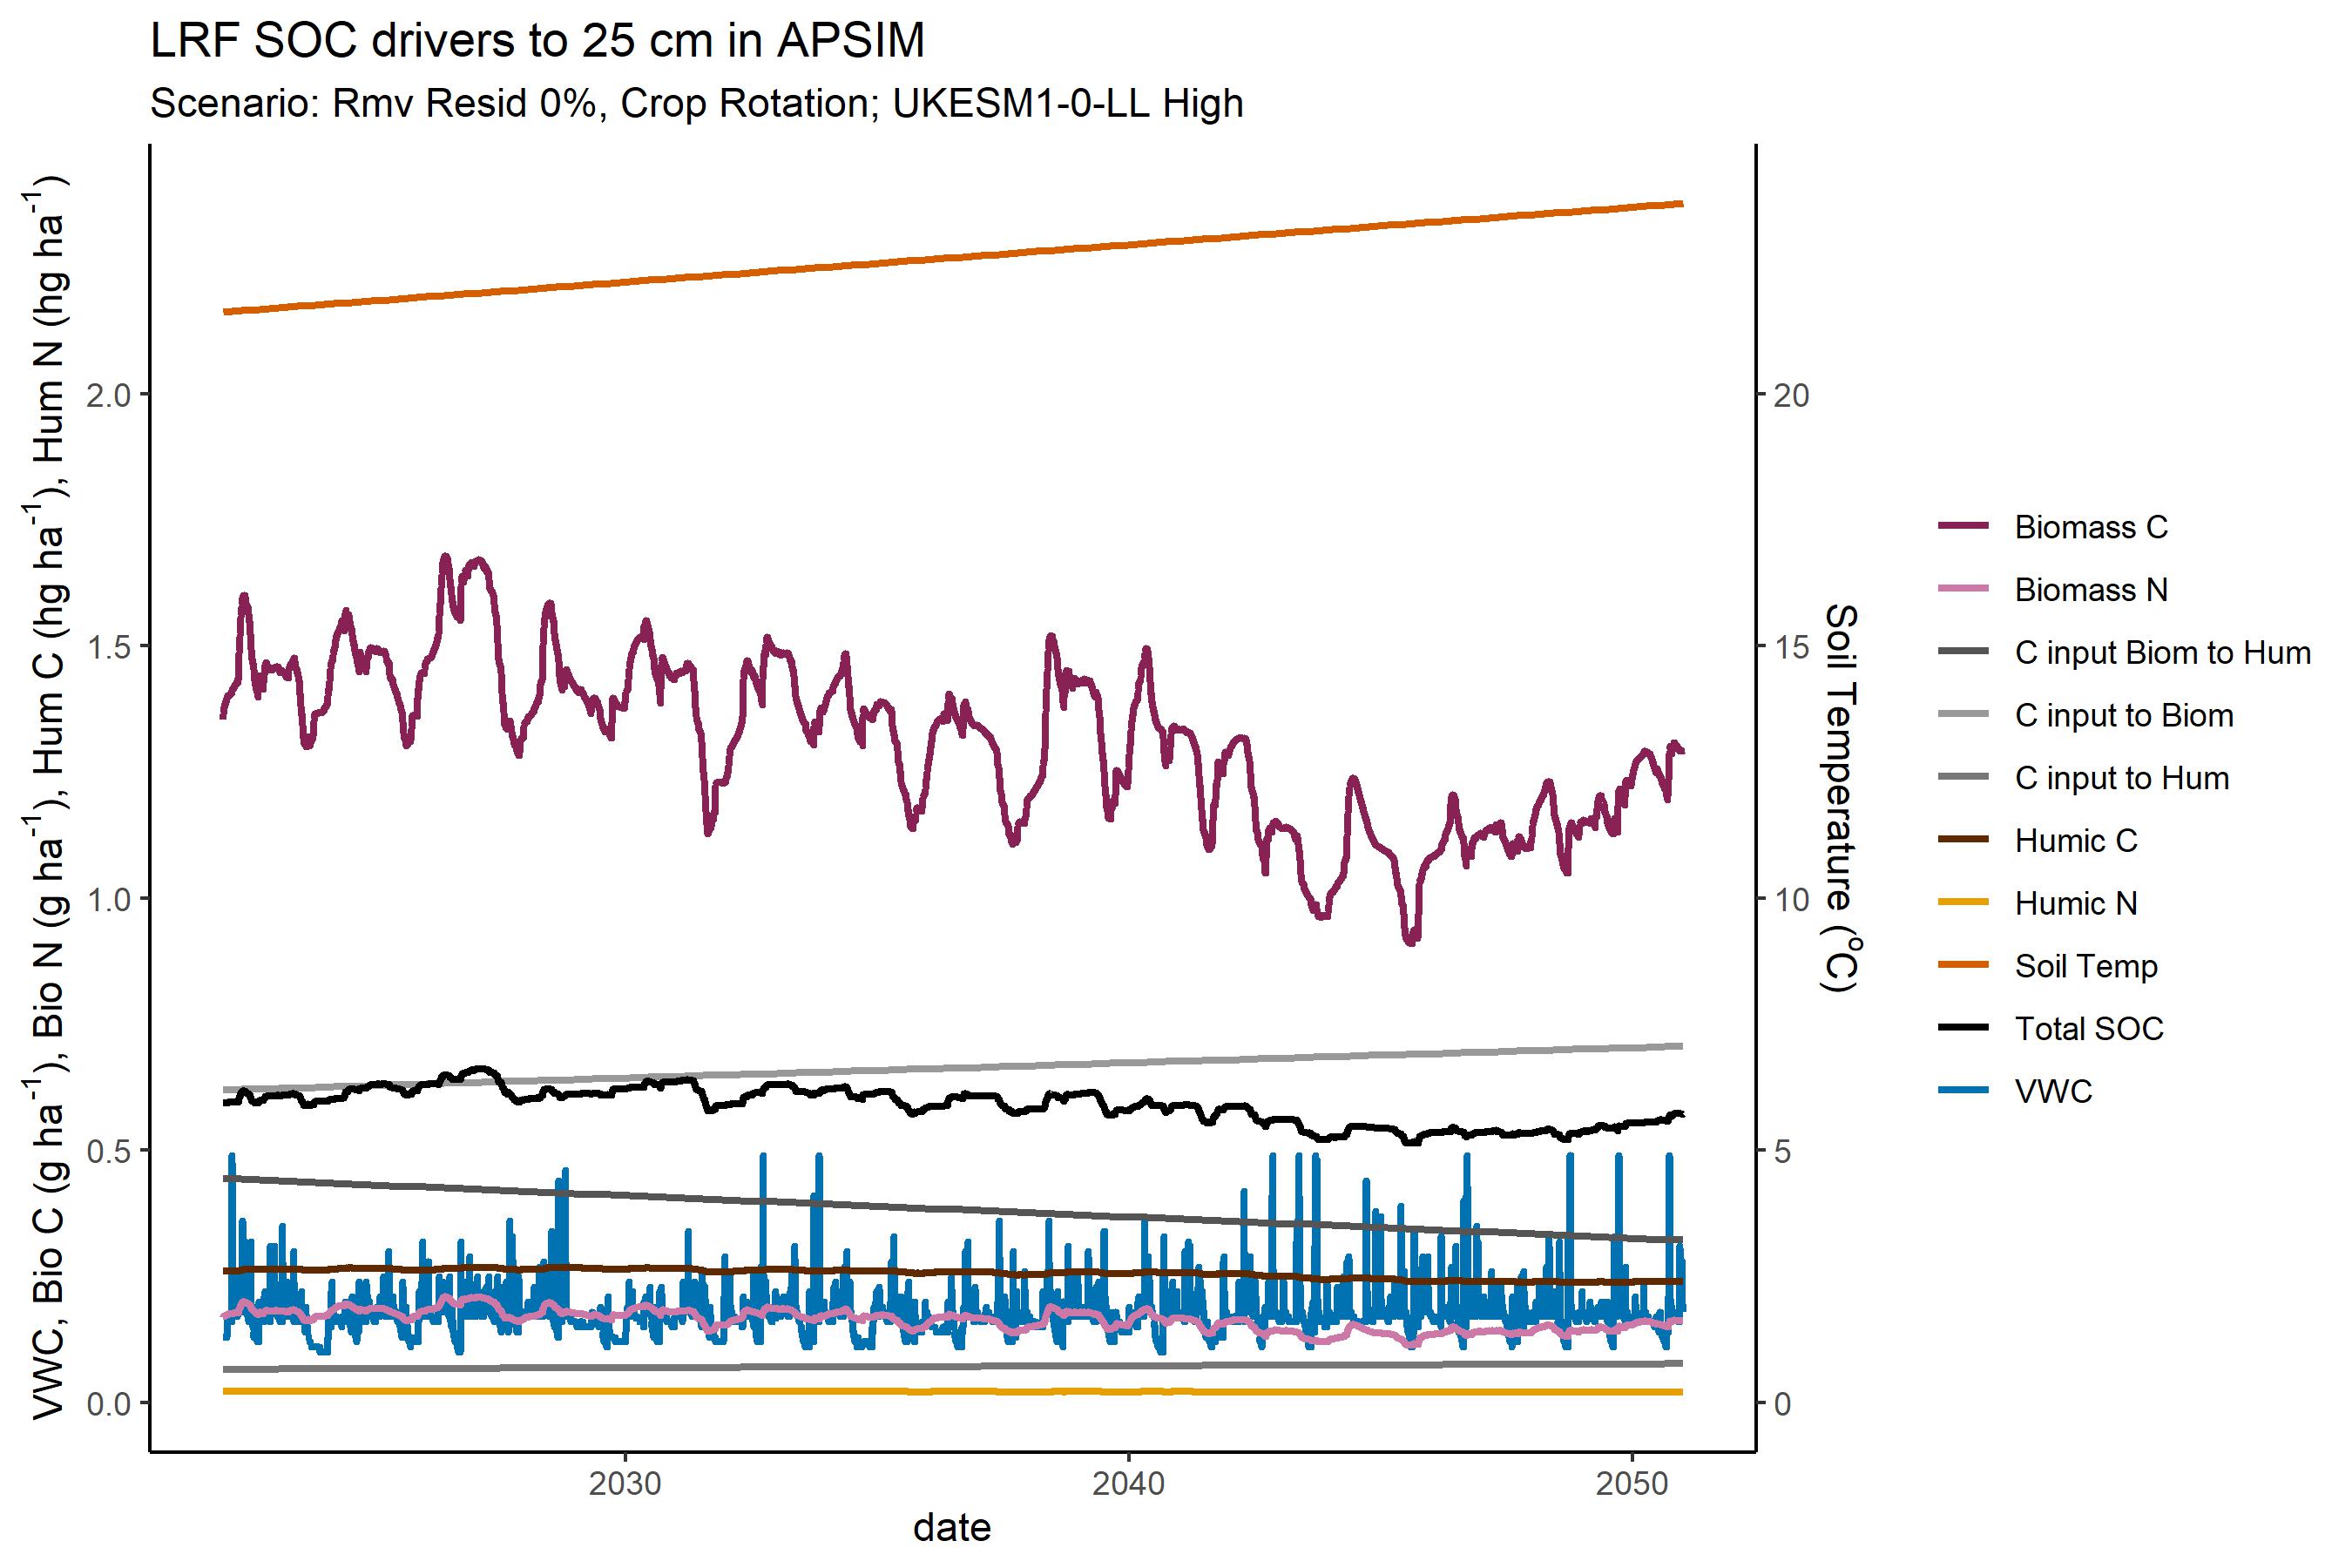 LRF SOC drivers to 25 cm in APSIM
Scenario: Rmv Resid 0%, Crop Rotation; UKESM1-0-LL High
VWC, Bio C (g ha⁻¹), Bio N (g ha⁻¹), Hum C (hg ha⁻¹), Hum N (hg ha⁻¹)
2.0
1.5
1.0
0.5
0.0
20
15
10
5
0
Soil Temperature (°C)
2030
2040
2050
date
Biomass C
Biomass N
C input Biom to Hum
C input to Biom
C input to Hum
Humic C
Humic N
Soil Temp
Total SOC
VWC